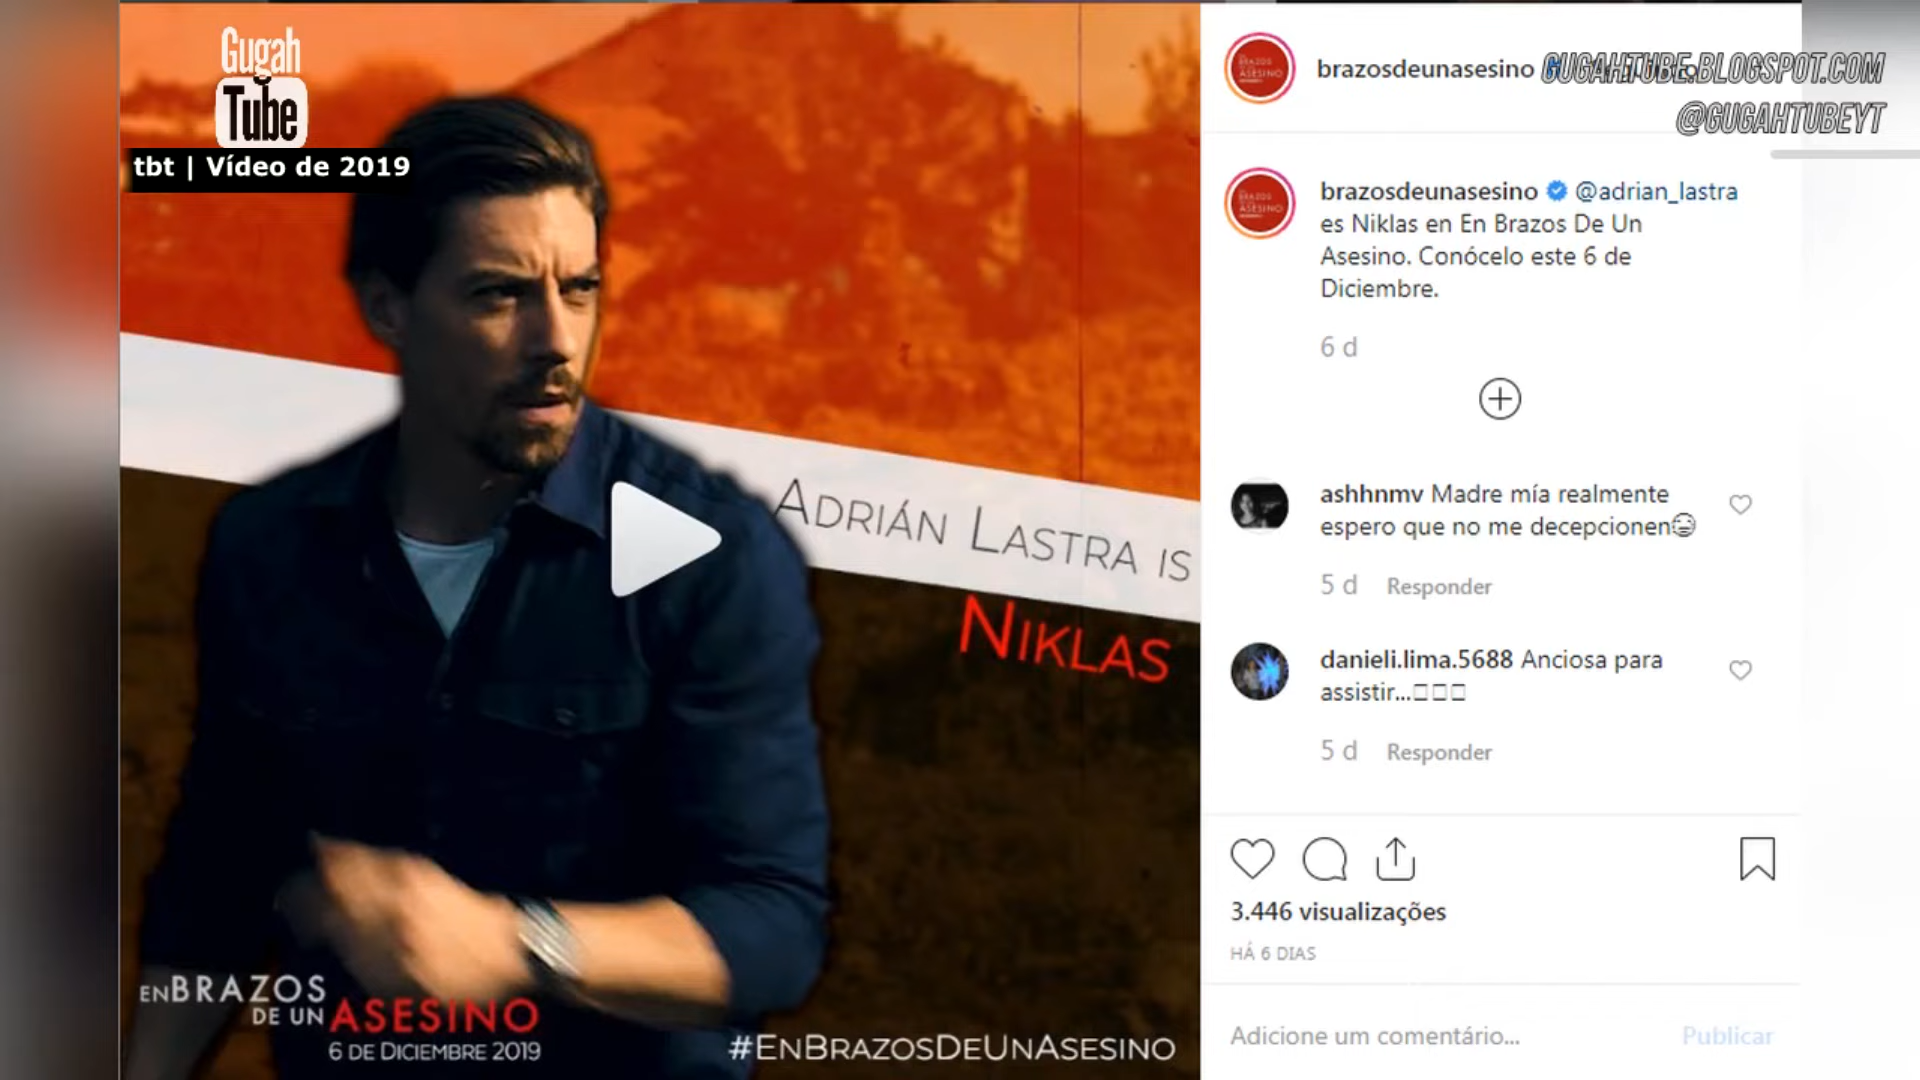 Gugah
Tube
tbt | Vídeo de 2019
ADRIÁN LASTRA IS
NIKLAS
EN BRAZOS
DE UN ASESINO
6 DE DICIEMBRE 2019
#ENBRAZOSDEUNASESINO
brazosdeunasesino
GUGAHTUBE.BLOGSPOT.COM
@GUGAHTUBEYT
brazosdeunasesino @adrian_lastra
es Niklas en En Brazos De Un
Asesino. Conócelo este 6 de
Diciembre.
6 d
ashhnmv Madre mía realmente
espero que no me decepcionen
5 d Responder
danieli.lima.5688 Anciosa para
assistir...
5 d Responder
3.446 visualizações
HÁ 6 DIAS
Adicione um comentário... Publicar